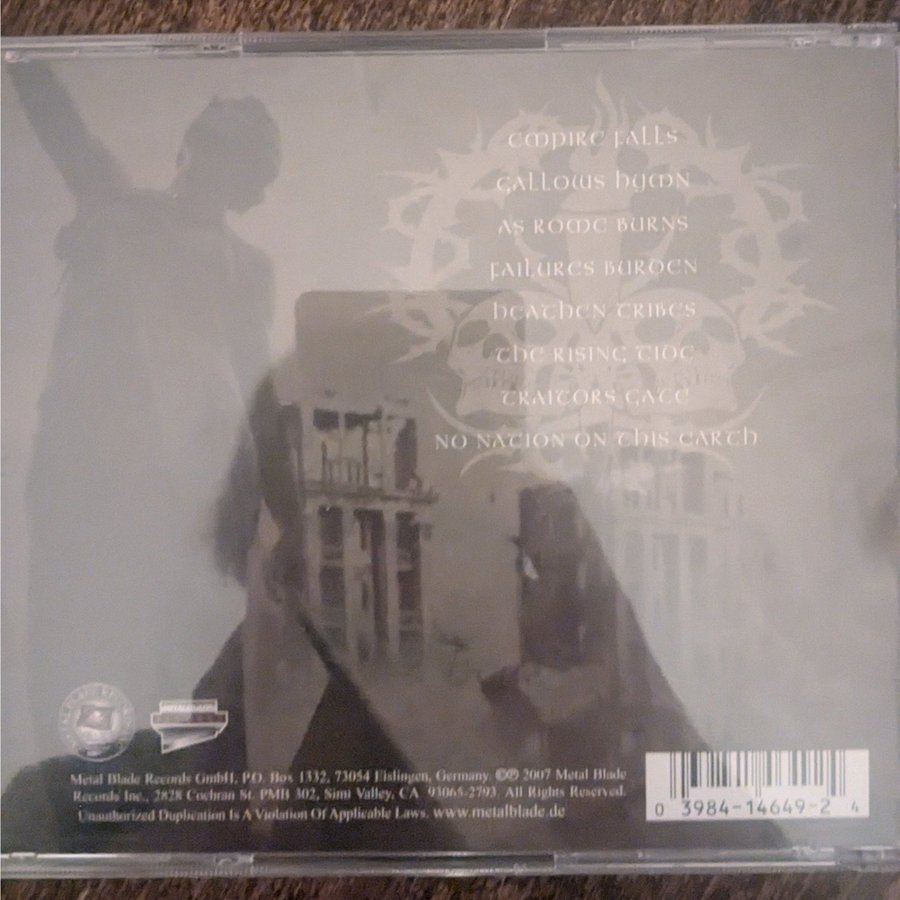 EMPIRE FALLS
GALLOWS HYMN
AS ROME BURNS
FAILURES BURDEN
HEATHEN TRIBES
THE RISING TIDE
TRAITORS GATE
NO NATION ON THIS EARTH
Metal Blade Records GmbH, P.O. Box 1332, 73054 Eislingen, Germany. ©℗ 2007 Metal Blade
Records Inc., 2828 Cochran St. PMB 302, Simi Valley, CA 93065-2793. All Rights Reserved.
Unauthorized Duplication Is A Violation Of Applicable Laws. www.metalblade.de
0 3984-14649-2 4